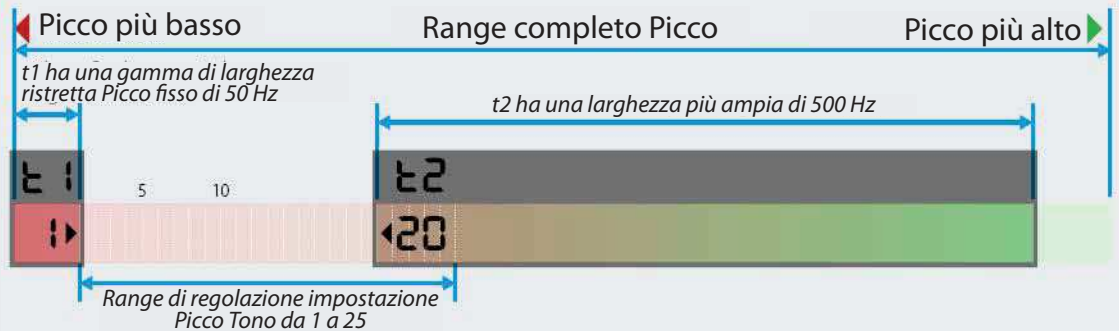 Picco più basso
Range completo Picco
Picco più alto
t1 ha una gamma di larghezza
ristretta Picco fisso di 50 Hz
t2 ha una larghezza più ampia di 500 Hz
t1
5
10
t2
1
20
Range di regolazione impostazione
Picco Tono da 1 a 25